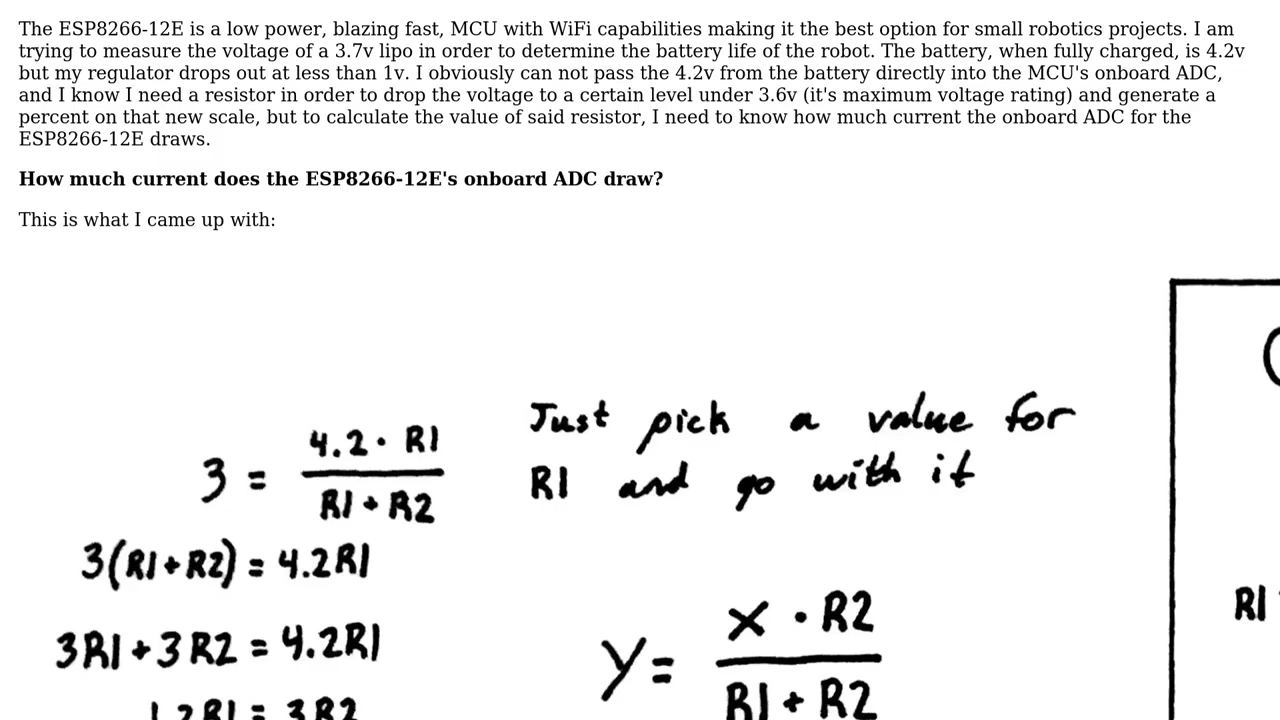 The ESP8266-12E is a low power, blazing fast, MCU with WiFi capabilities making it the best option for small robotics projects. I am
trying to measure the voltage of a 3.7v lipo in order to determine the battery life of the robot. The battery, when fully charged, is 4.2v
but my regulator drops out at less than 1v. I obviously can not pass the 4.2v from the battery directly into the MCU's onboard ADC,
and I know I need a resistor in order to drop the voltage to a certain level under 3.6v (it's maximum voltage rating) and generate a
percent on that new scale, but to calculate the value of said resistor, I need to know how much current the onboard ADC for the
ESP8266-12E draws.
How much current does the ESP8266-12E's onboard ADC draw?
This is what I came up with:
3 = 4.2 · R1 / R1 + R2
3(R1+R2) = 4.2R1
3R1+3R2 = 4.2R1
1.2R1 = 3R2
Just pick a value for
R1 and go with it
y = x · R2 / R1 + R2
R1